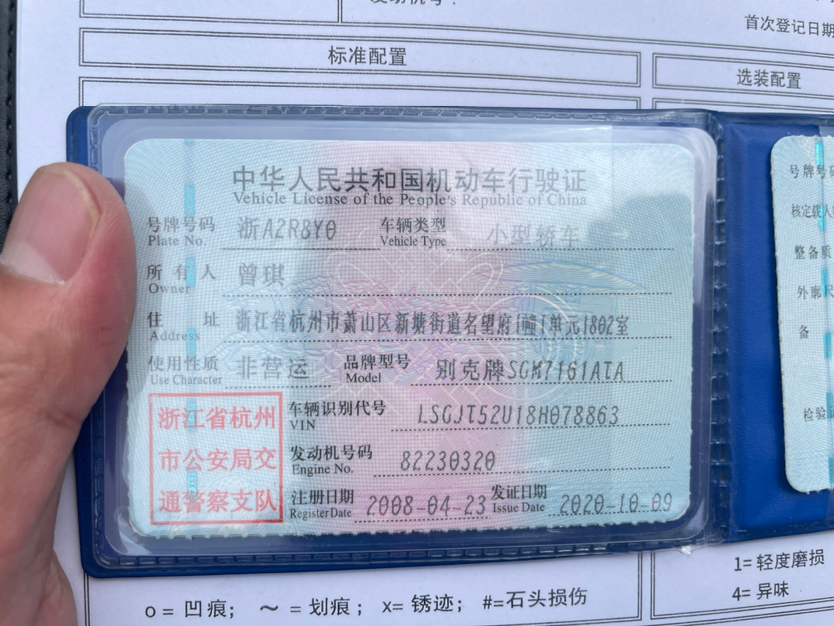 首次登记日期
标准配置
选装配置
中华人民共和国机动车行驶证
Vehicle License of the People's Republic of China
号牌号码 浙A2R8Y0 车辆类型 小型轿车
Plate No. Vehicle Type
所有人 曾琪
Owner
住址 浙江省杭州市萧山区新塘街道名望府1幢1单元1802室
Address
使用性质 非营运 品牌型号 别克牌SGM7161ATA
Use Character Model
浙江省杭州
市公安局交
通警察支队
车辆识别代号 LSGJT52U18H078863
VIN
发动机号码 82230320
Engine No.
注册日期 2008-04-23 发证日期 2020-10-09
Register Date Issue Date
号牌号码
核定载人
整备质
外廓尺
备
检验
o = 凹痕; ～ = 划痕; x= 锈迹; #=石头损伤
1= 轻度磨损
4= 异味